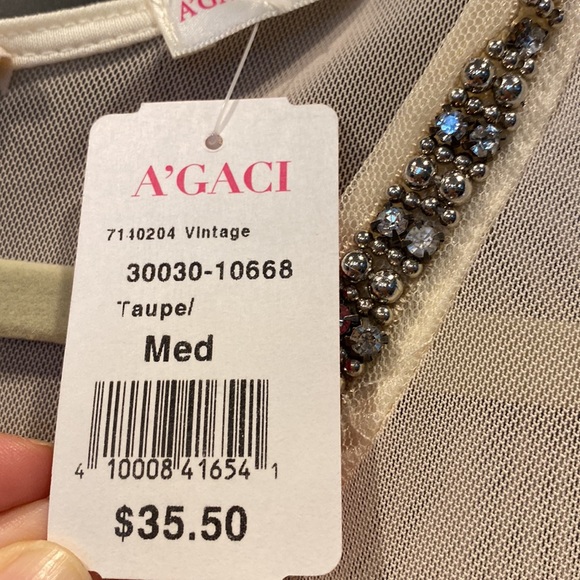 A'GACI
A'GACI
7140204 Vintage
30030-10668
Taupe/
Med
4 10008 41654 1
$35.50